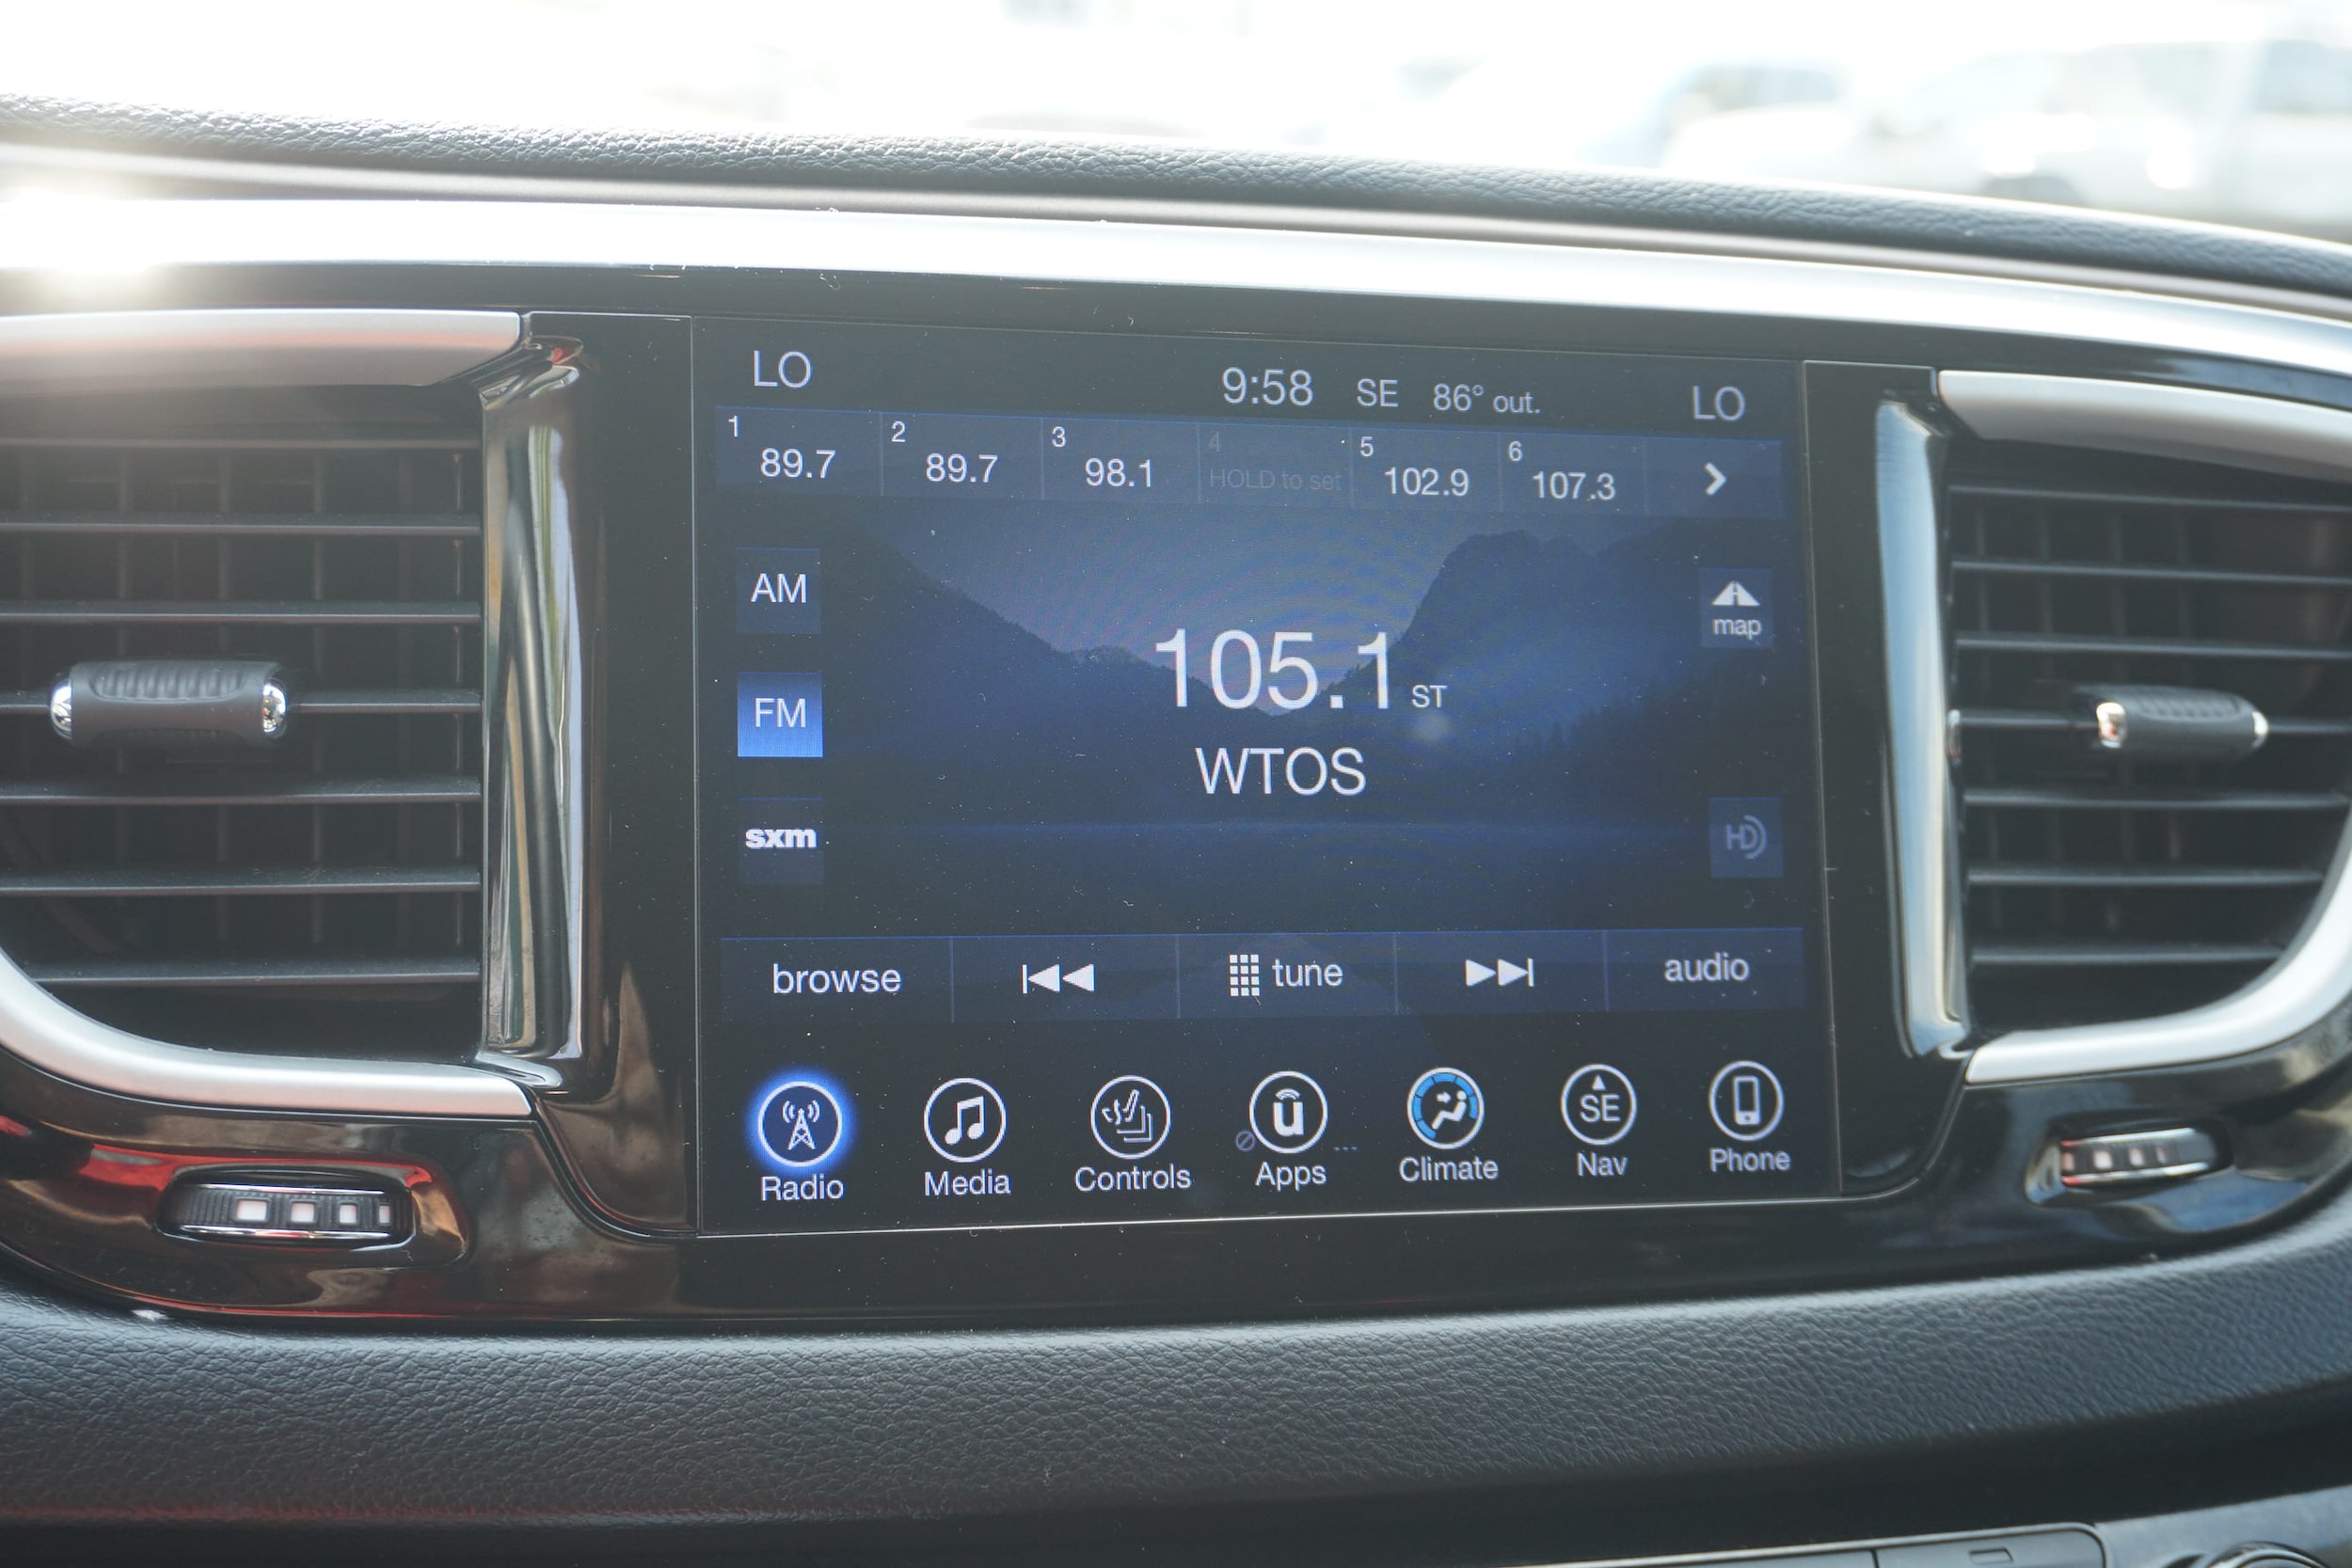 LO 9:58 SE 86° out. LO
1 89.7 2 89.7 3 98.1 4 HOLD to set 5 102.9 6 107.3
AM
map
105.1 ST
FM
WTOS
sxm
HD
browse tune audio
SE
Radio Media Controls Apps Climate Nav Phone